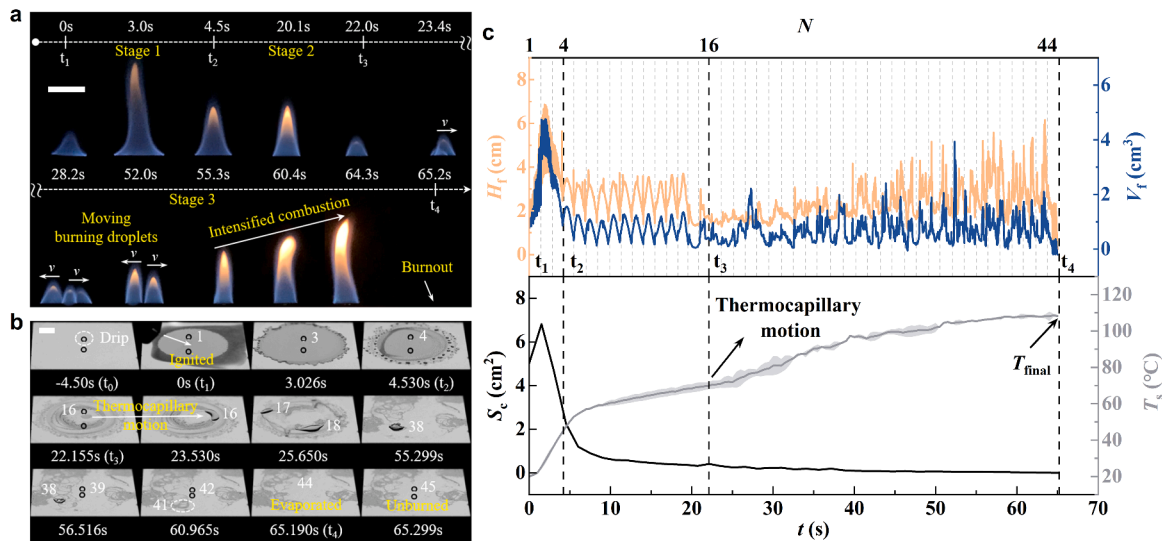 a
0s 3.0s 4.5s 20.1s 22.0s 23.4s
Stage 1 Stage 2
t1 t2 t3
v
28.2s 52.0s 55.3s 60.4s 64.3s 65.2s
Stage 3
t4
Moving
burning droplets
Intensified combustion
v v v v
Burnout
b
Drip 1 3 4
Ignited
-4.50s (t0) 0s (t1) 3.026s 4.530s (t2)
16 Thermocapillary 16 17
motion 18 38
22.155s (t3) 23.530s 25.650s 55.299s
38 39 42 44 45
41 Evaporated Unburned
56.516s 60.965s 65.190s (t4) 65.299s
c
N
1 4 16 44
Hf (cm)
8
6
4
2
0
Vf (cm3)
6
4
2
0
t1 t2 t3 t4
Thermocapillary
motion
Tfinal
Sc (cm2)
8
6
4
2
0
Ts (°C)
120
100
80
60
40
20
0 5 10 15 20 25 30 35 40 45 50 55 60 65 70
t (s)